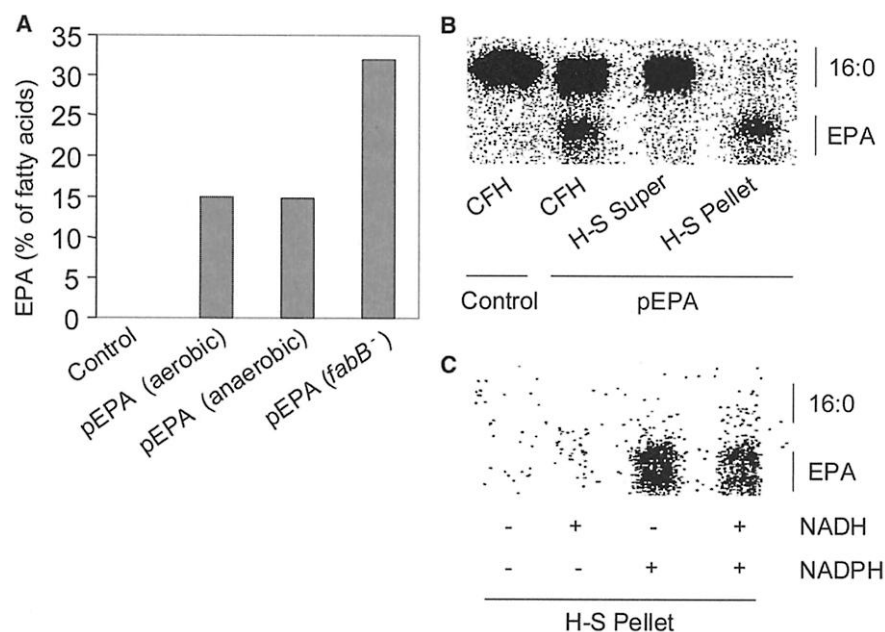 A
EPA (% of fatty acids)
35
30
25
20
15
10
5
0
Control
pEPA (aerobic)
pEPA (anaerobic)
pEPA (fabB-)
B
16:0
EPA
CFH
CFH
H-S Super
H-S Pellet
Control
pEPA
C
16:0
EPA
- + - + NADH
- - + + NADPH
H-S Pellet